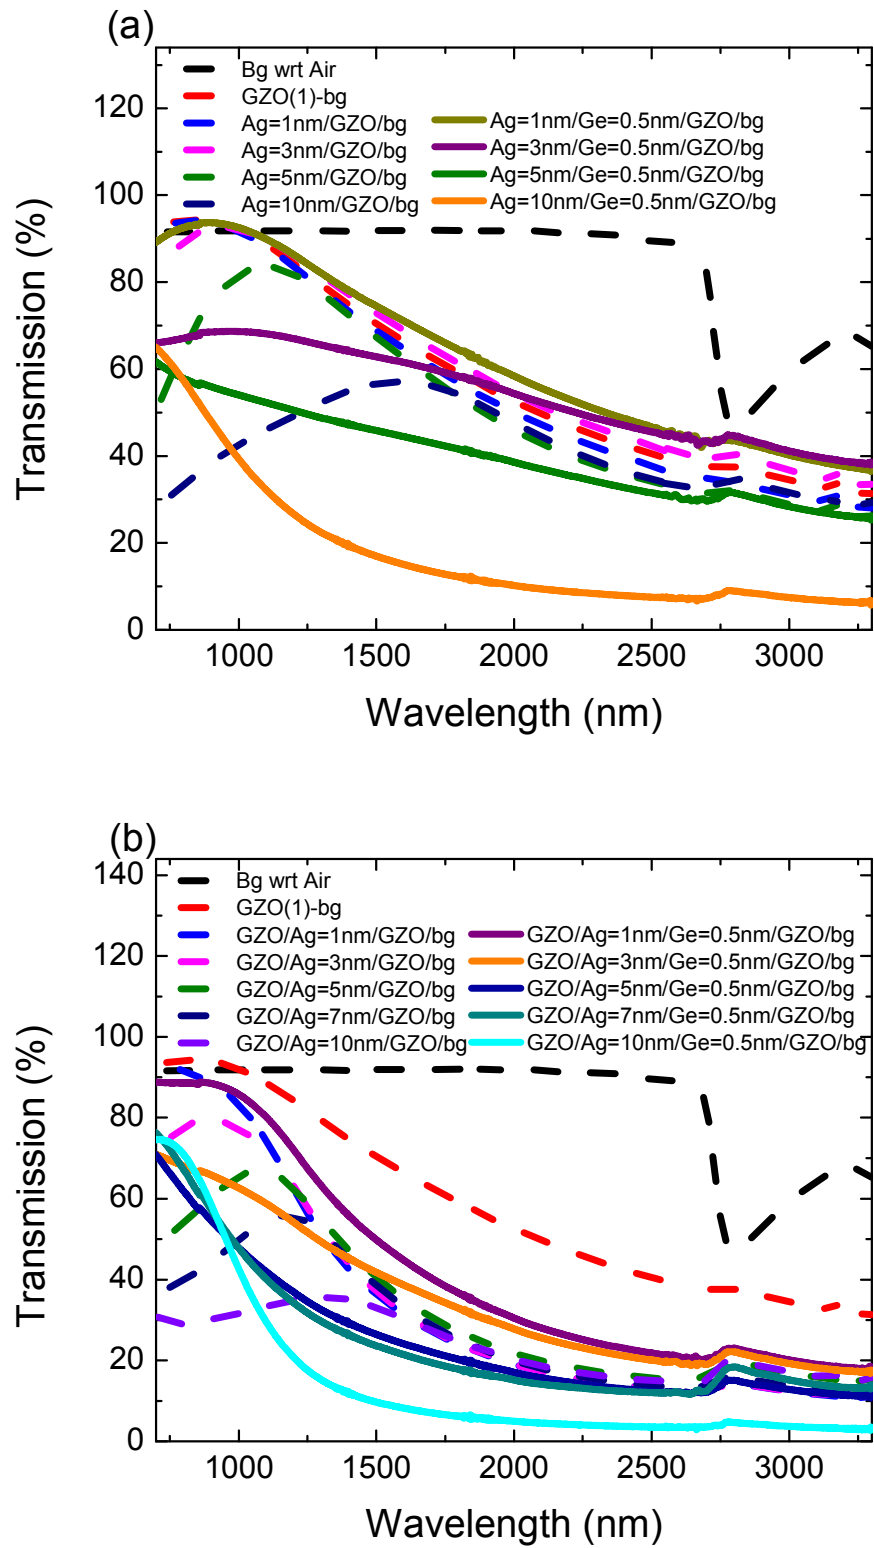 (a)
Transmission (%)
120
100
80
60
40
20
0
Bg wrt Air
GZO(1)-bg
Ag=1nm/GZO/bg
Ag=3nm/GZO/bg
Ag=5nm/GZO/bg
Ag=10nm/GZO/bg
Ag=1nm/Ge=0.5nm/GZO/bg
Ag=3nm/Ge=0.5nm/GZO/bg
Ag=5nm/Ge=0.5nm/GZO/bg
Ag=10nm/Ge=0.5nm/GZO/bg
1000 1500 2000 2500 3000
Wavelength (nm)
(b)
Transmission (%)
140
120
100
80
60
40
20
0
Bg wrt Air
GZO(1)-bg
GZO/Ag=1nm/GZO/bg
GZO/Ag=3nm/GZO/bg
GZO/Ag=5nm/GZO/bg
GZO/Ag=7nm/GZO/bg
GZO/Ag=10nm/GZO/bg
GZO/Ag=1nm/Ge=0.5nm/GZO/bg
GZO/Ag=3nm/Ge=0.5nm/GZO/bg
GZO/Ag=5nm/Ge=0.5nm/GZO/bg
GZO/Ag=7nm/Ge=0.5nm/GZO/bg
GZO/Ag=10nm/Ge=0.5nm/GZO/bg
1000 1500 2000 2500 3000
Wavelength (nm)